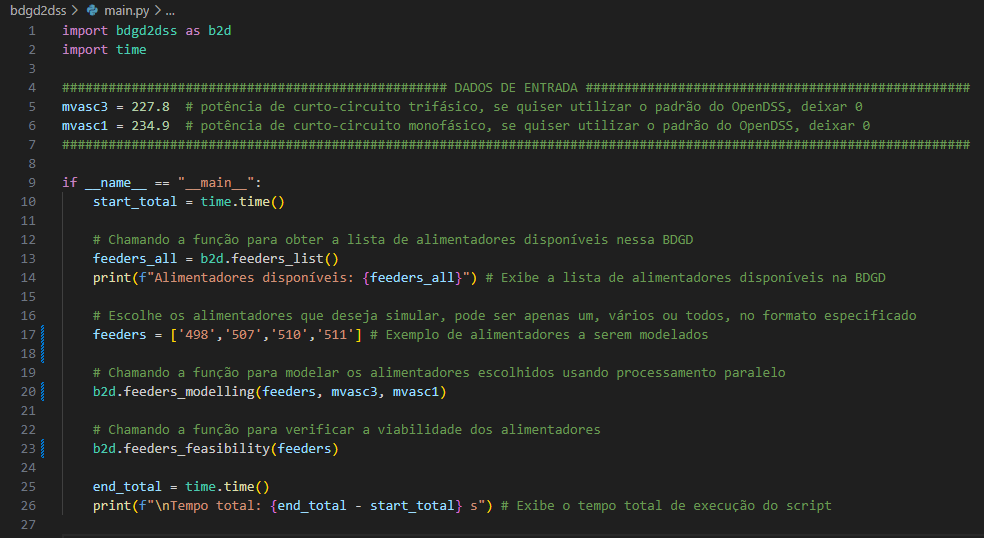 bdgd2dss > main.py > ...
1 import bdgd2dss as b2d
2 import time
3
4 ################################################## DADOS DE ENTRADA ##################################################
5 mvasc3 = 227.8  # potência de curto-circuito trifásico, se quiser utilizar o padrão do OpenDSS, deixar 0
6 mvasc1 = 234.9  # potência de curto-circuito monofásico, se quiser utilizar o padrão do OpenDSS, deixar 0
7 ######################################################################################################################
8
9 if __name__ == "__main__":
10     start_total = time.time()
11
12     # Chamando a função para obter a lista de alimentadores disponíveis nessa BDGD
13     feeders_all = b2d.feeders_list()
14     print(f"Alimentadores disponíveis: {feeders_all}") # Exibe a lista de alimentadores disponíveis na BDGD
15
16     # Escolhe os alimentadores que deseja simular, pode ser apenas um, vários ou todos, no formato especificado
17     feeders = ['498','507','510','511'] # Exemplo de alimentadores a serem modelados
18
19     # Chamando a função para modelar os alimentadores escolhidos usando processamento paralelo
20     b2d.feeders_modelling(feeders, mvasc3, mvasc1)
21
22     # Chamando a função para verificar a viabilidade dos alimentadores
23     b2d.feeders_feasibility(feeders)
24
25     end_total = time.time()
26     print(f"\nTempo total: {end_total - start_total} s") # Exibe o tempo total de execução do script
27